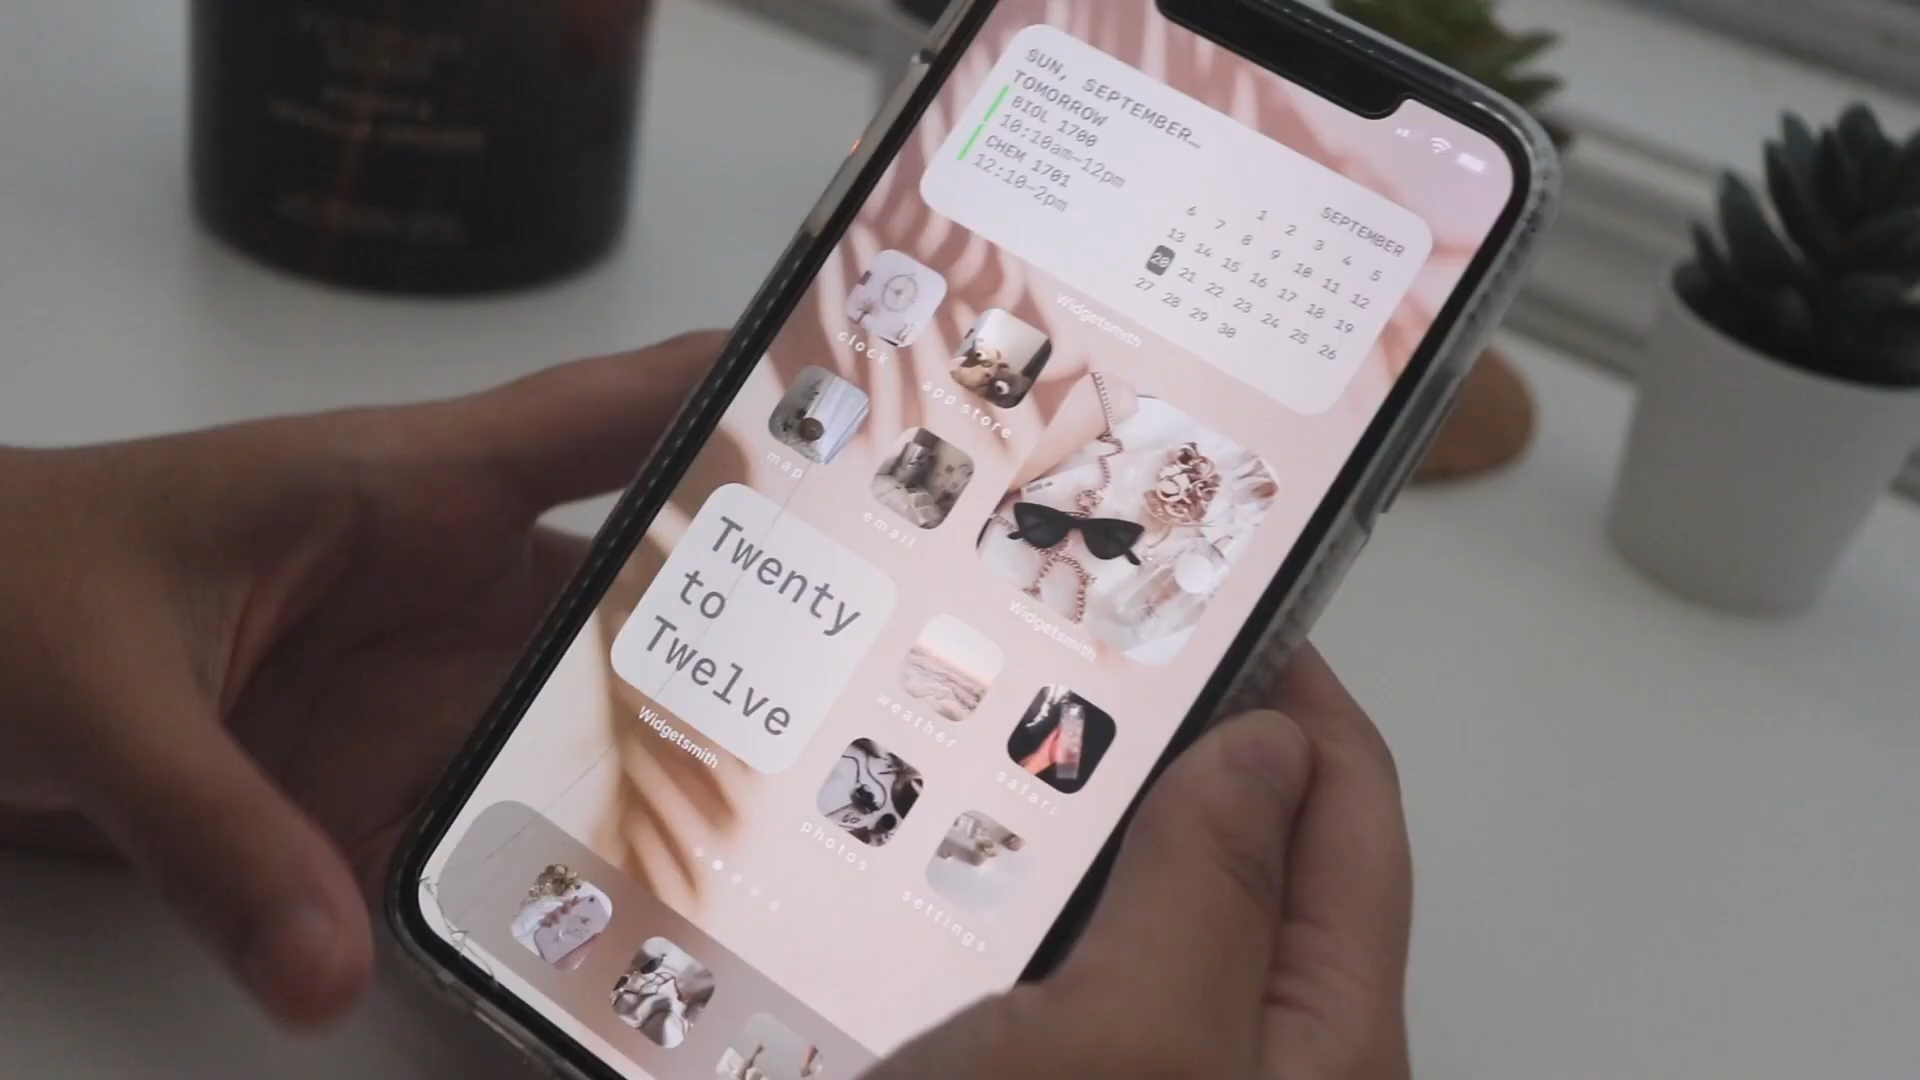 SUN, SEPTEMBER…
TOMORROW
BIOL 1700
10:10am–12pm
CHEM 1701
12:10–2pm
SEPTEMBER
1 2 3 4 5
6 7 8 9 10 11 12
13 14 15 16 17 18 19
20 21 22 23 24 25 26
27 28 29 30
Widgetsmith
clock
app store
map
email
Widgetsmith
Twenty
to
Twelve
Widgetsmith
weather
safari
photos
settings